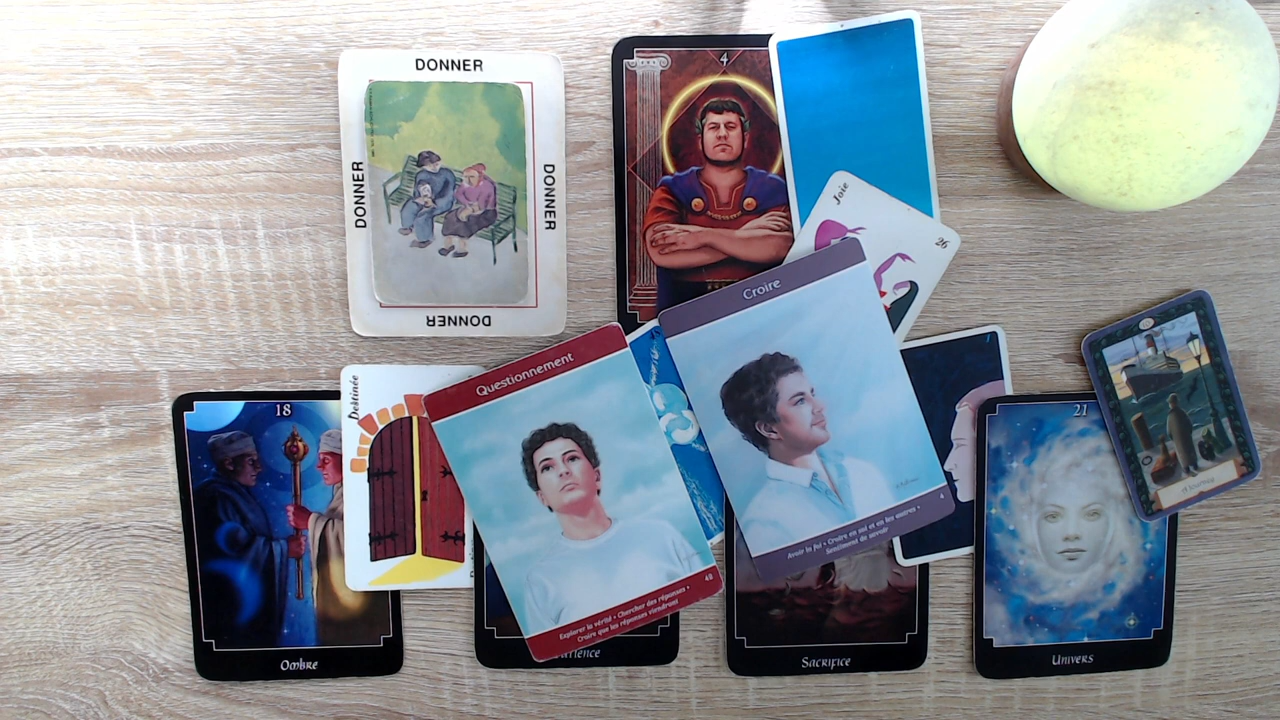 DONNER
DONNER
DONNER
DONNER
4
Joie
26
Croire
Avoir la foi • Croire en soi et en les autres •
Sentiment de savoir
4
Questionnement
Explorer la vérité • Chercher des réponses •
Croire que les réponses viendront
48
Destinée
18
Ombre
Sacrifice
21
Univers